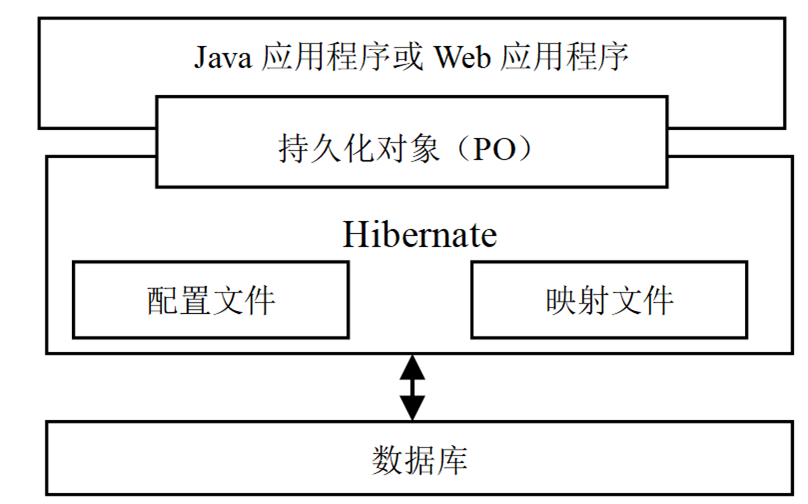 Java 应用程序或 Web 应用程序
持久化对象（PO）
Hibernate
配置文件
映射文件
数据库